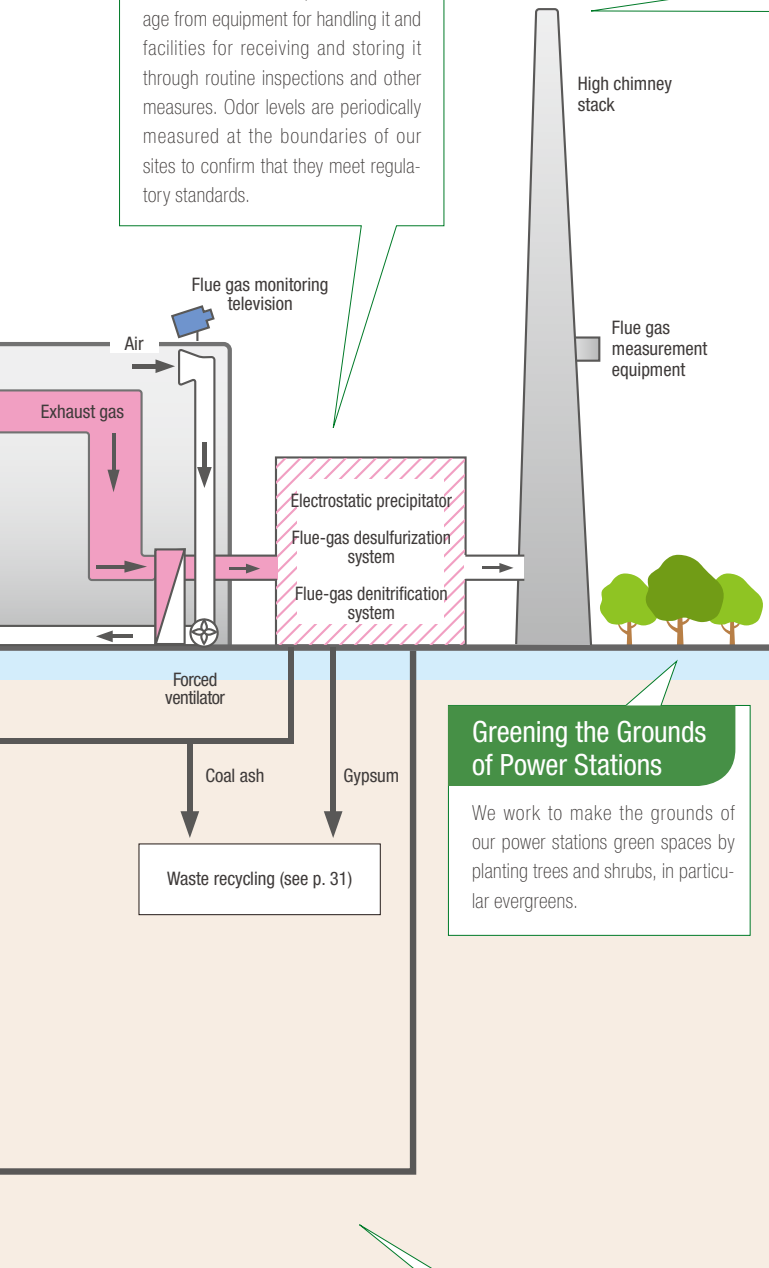 age from equipment for handling it and
facilities for receiving and storing it
through routine inspections and other
measures. Odor levels are periodically
measured at the boundaries of our
sites to confirm that they meet regula-
tory standards.
High chimney
stack
Flue gas monitoring
television
Air
Flue gas
measurement
equipment
Exhaust gas
Electrostatic precipitator
Flue-gas desulfurization
system
Flue-gas denitrification
system
Forced
ventilator
Coal ash
Gypsum
Waste recycling (see p. 31)
Greening the Grounds
of Power Stations
We work to make the grounds of
our power stations green spaces by
planting trees and shrubs, in particu-
lar evergreens.